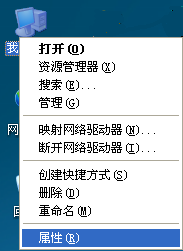 我
打开(O)
资源管理器(X)
搜索(E)...
管理(G)
网
映射网络驱动器(N)...
断开网络驱动器(I)...
创建快捷方式(S)
删除(D)
回
重命名(M)
属性(R)